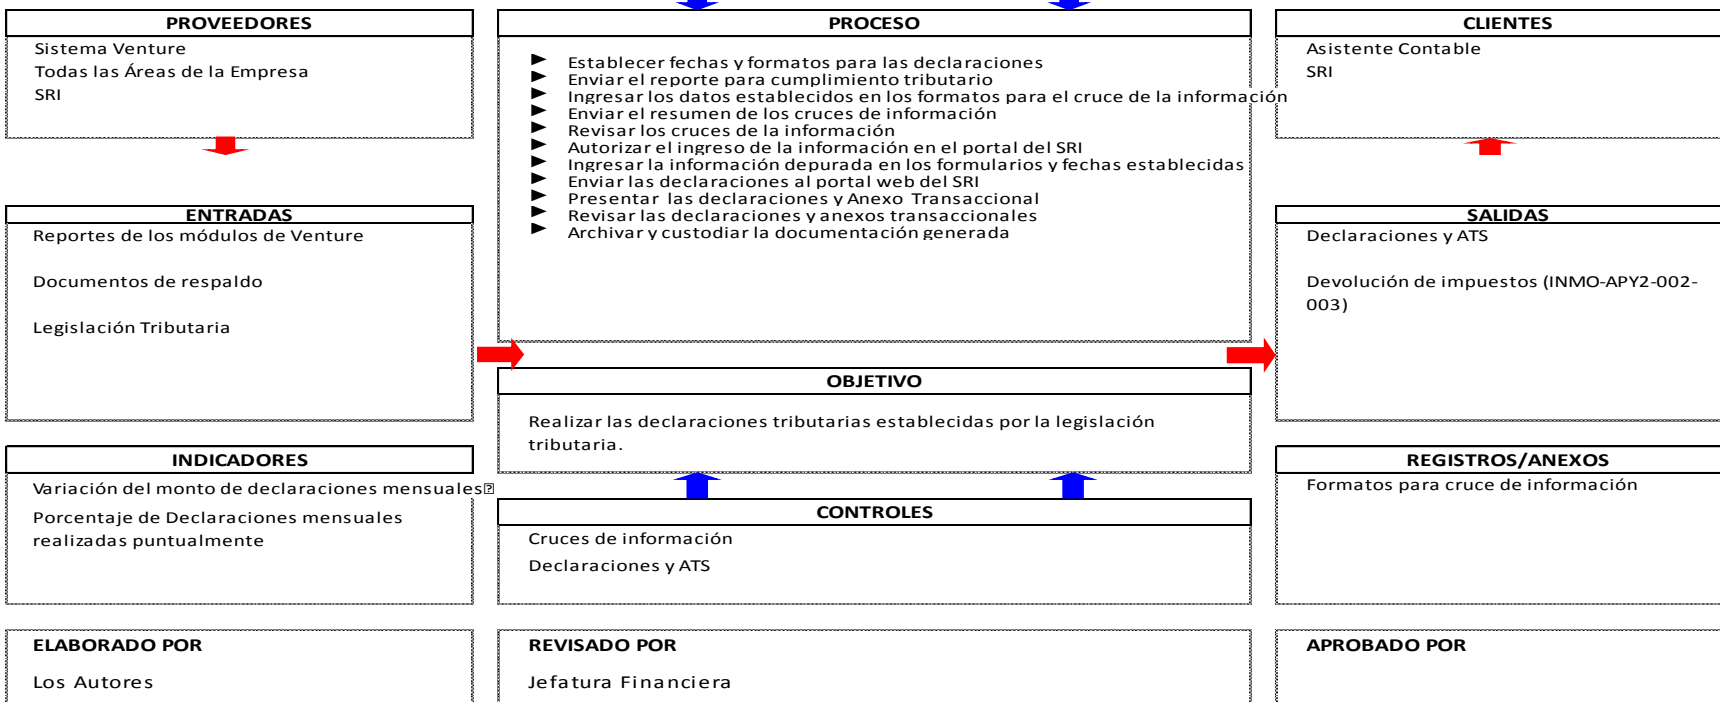 PROVEEDORES
Sistema Venture
Todas las Áreas de la Empresa
SRI
PROCESO
Establecer fechas y formatos para las declaraciones
Enviar el reporte para cumplimiento tributario
Ingresar los datos establecidos en los formatos para el cruce de la información
Enviar el resumen de los cruces de información
Revisar los cruces de la información
Autorizar el ingreso de la información en el portal del SRI
Ingresar la información depurada en los formularios y fechas establecidas
Enviar las declaraciones al portal web del SRI
Presentar las declaraciones y Anexo Transaccional
Revisar las declaraciones y anexos transaccionales
Archivar y custodiar la documentación generada
CLIENTES
Asistente Contable
SRI
ENTRADAS
Reportes de los módulos de Venture
Documentos de respaldo
Legislación Tributaria
SALIDAS
Declaraciones y ATS
Devolución de impuestos (INMO-APY2-002-
003)
OBJETIVO
Realizar las declaraciones tributarias establecidas por la legislación
tributaria.
INDICADORES
Variación del monto de declaraciones mensuales
Porcentaje de Declaraciones mensuales
realizadas puntualmente
CONTROLES
Cruces de información
Declaraciones y ATS
REGISTROS/ANEXOS
Formatos para cruce de información
ELABORADO POR
Los Autores
REVISADO POR
Jefatura Financiera
APROBADO POR